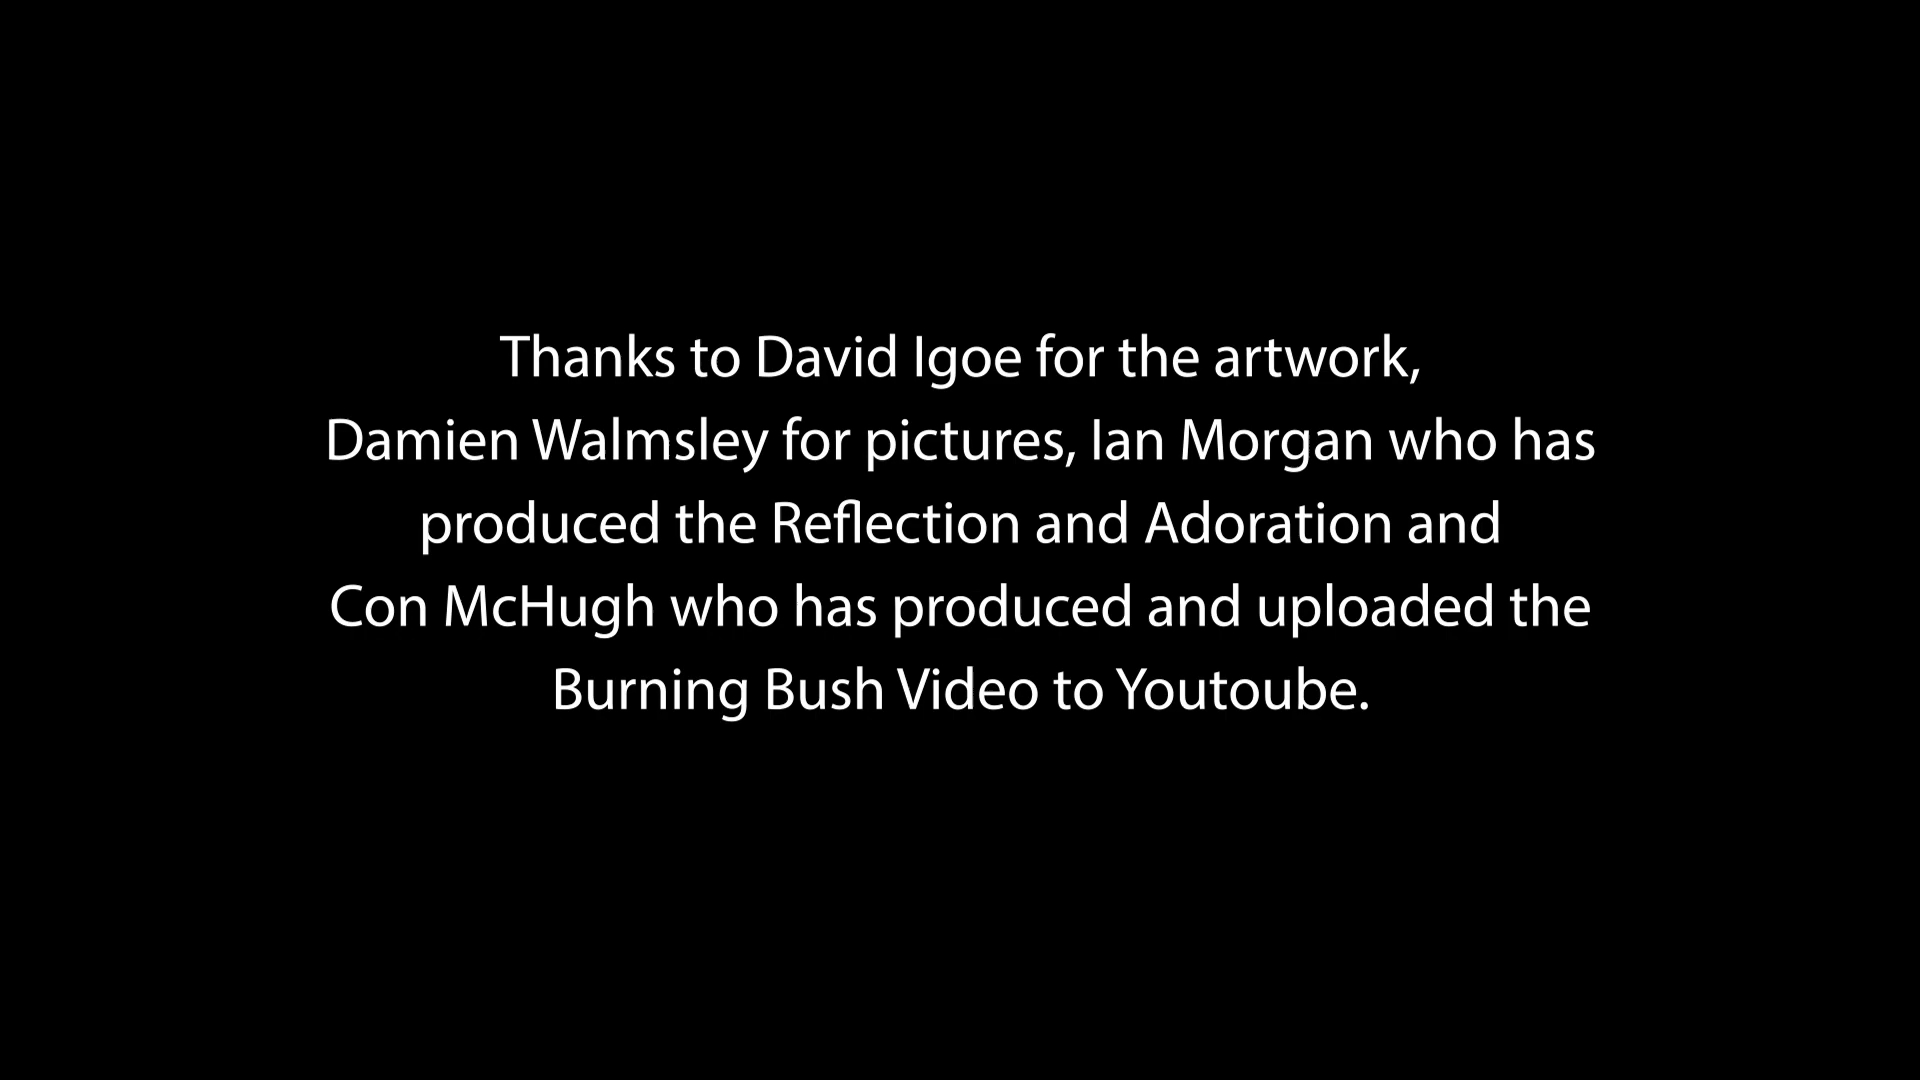 Thanks to David Igoe for the artwork,
Damien Walmsley for pictures, Ian Morgan who has
produced the Reflection and Adoration and
Con McHugh who has produced and uploaded the
Burning Bush Video to Youtoube.